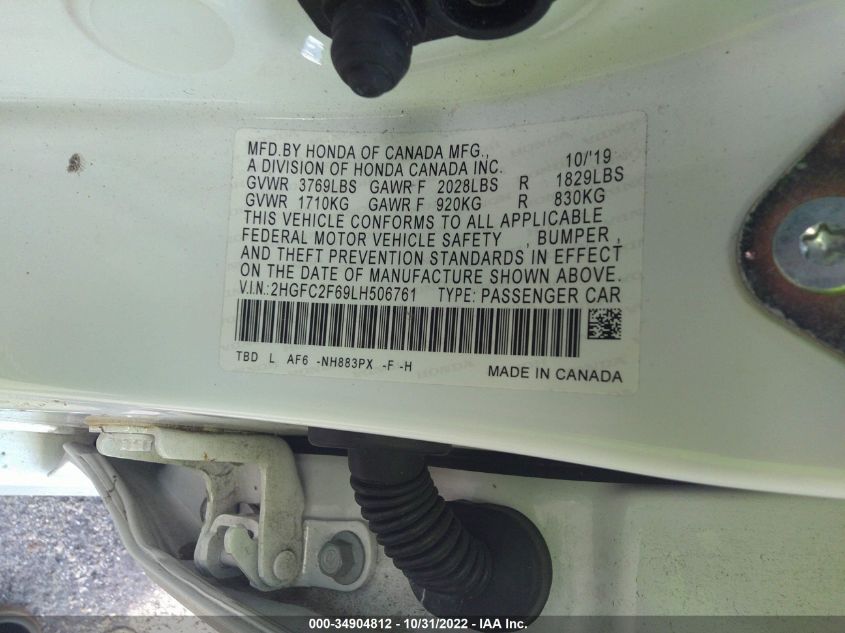 MFD.BY HONDA OF CANADA MFG., 10/'19
A DIVISION OF HONDA CANADA INC.
GVWR 3769LBS GAWR F 2028LBS R 1829LBS
GVWR 1710KG GAWR F 920KG R 830KG
THIS VEHICLE CONFORMS TO ALL APPLICABLE
FEDERAL MOTOR VEHICLE SAFETY , BUMPER ,
AND THEFT PREVENTION STANDARDS IN EFFECT
ON THE DATE OF MANUFACTURE SHOWN ABOVE.
V.I.N.:2HGFC2F69LH506761 TYPE: PASSENGER CAR
TBD L AF6 -NH883PX -F -H
MADE IN CANADA
000-34904812 - 10/31/2022 - IAA Inc.